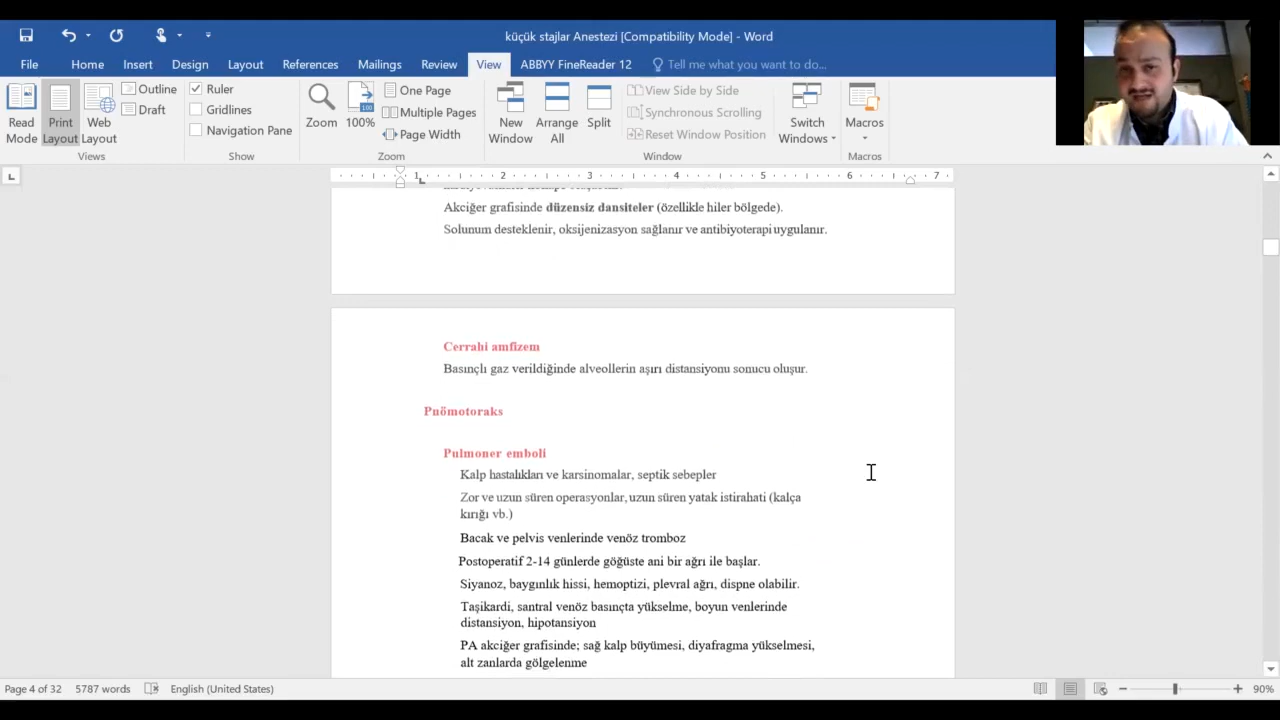 küçük stajlar Anestezi [Compatibility Mode] - Word
File Home Insert Design Layout References Mailings Review View ABBYY FineReader 12 Tell me what you want to do...
Read Mode
Print Layout
Web Layout
Outline
Draft
Views
Ruler
Gridlines
Navigation Pane
Show
Zoom
100%
One Page
Multiple Pages
Page Width
Zoom
New Window
Arrange All
Split
View Side by Side
Synchronous Scrolling
Reset Window Position
Window
Switch Windows
Macros
Macros
1 2 3 4 5 6 7
Akciğer grafisinde düzensiz dansiteler (özellikle hiler bölgede).
Solunum desteklenir, oksijenizasyon sağlanır ve antibiyoterapi uygulanır.
Cerrahi amfizem
Basınçlı gaz verildiğinde alveollerin aşırı distansiyonu sonucu oluşur.
Pnömotoraks
Pulmoner emboli
Kalp hastalıkları ve karsinomalar, septik sebepler
Zor ve uzun süren operasyonlar, uzun süren yatak istirahati (kalça
kırığı vb.)
Bacak ve pelvis venlerinde venöz tromboz
Postoperatif 2-14 günlerde göğüste ani bir ağrı ile başlar.
Siyanoz, baygınlık hissi, hemoptizi, plevral ağrı, dispne olabilir.
Taşikardi, santral venöz basınçta yükselme, boyun venlerinde
distansiyon, hipotansiyon
PA akciğer grafisinde; sağ kalp büyümesi, diyafragma yükselmesi,
alt zanlarda gölgelenme
Page 4 of 32 5787 words English (United States) 90%